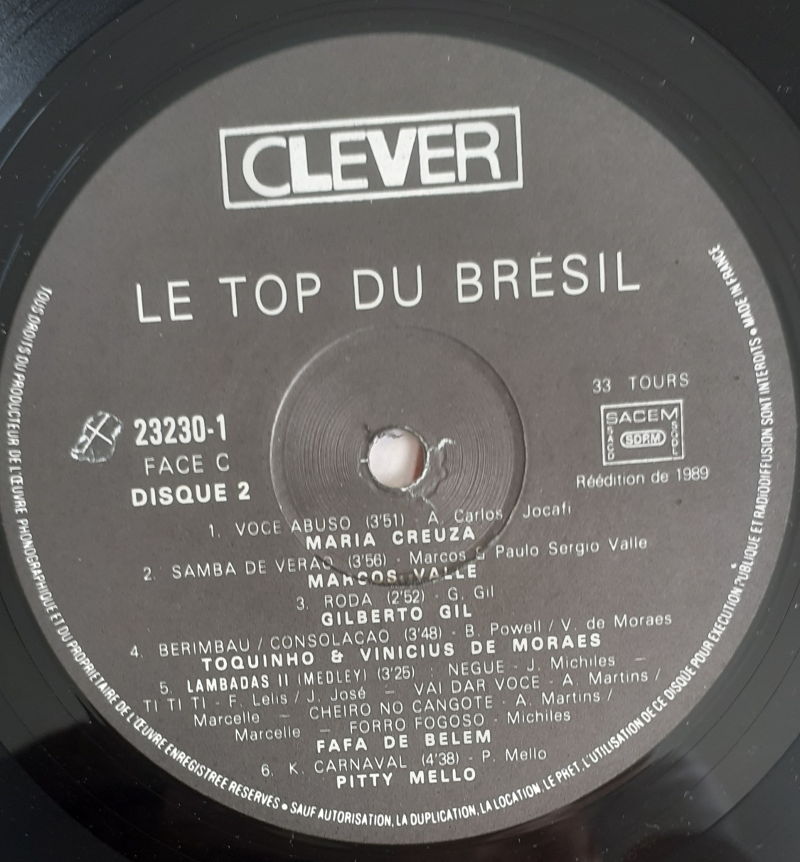 CLEVER
LE TOP DU BRÉSIL
33 TOURS
SACEM
SACD SDRM SGDL
23230-1
FACE C
DISQUE 2
Réédition de 1989
1. VOCE ABUSO (3'51) - A. Carlos, Jocafi
MARIA CREUZA
2. SAMBA DE VERAO (3'56) - Marcos & Paulo Sergio Valle
MARCOS VALLE
3. RODA (2'52) - G. Gil
GILBERTO GIL
4. BERIMBAU / CONSOLACAO (3'48) - B. Powell / V. de Moraes
TOQUINHO & VINICIUS DE MORAES
5. LAMBADAS II (MEDLEY) (3'25) : NEGUE - J. Michiles –
TI TI TI - F. Lelis / J. José – VAI DAR VOCE - A. Martins /
Marcelle – CHEIRO NO CANGOTE - A. Martins /
Marcelle – FORRO FOGOSO - Michiles
FAFA DE BELEM
6. K. CARNAVAL (4'38) - P. Mello
PITTY MELLO
TOUS DROITS DU PRODUCTEUR DE L'ŒUVRE PHONOGRAPHIQUE ET DU PROPRIETAIRE DE L'ŒUVRE ENREGISTREE RESERVES • SAUF AUTORISATION, LA DUPLICATION, LA LOCATION, LE PRET, L'UTILISATION DE CE DISQUE POUR EXECUTION PUBLIQUE ET RADIODIFFUSION SONT INTERDITS • MADE IN FRANCE